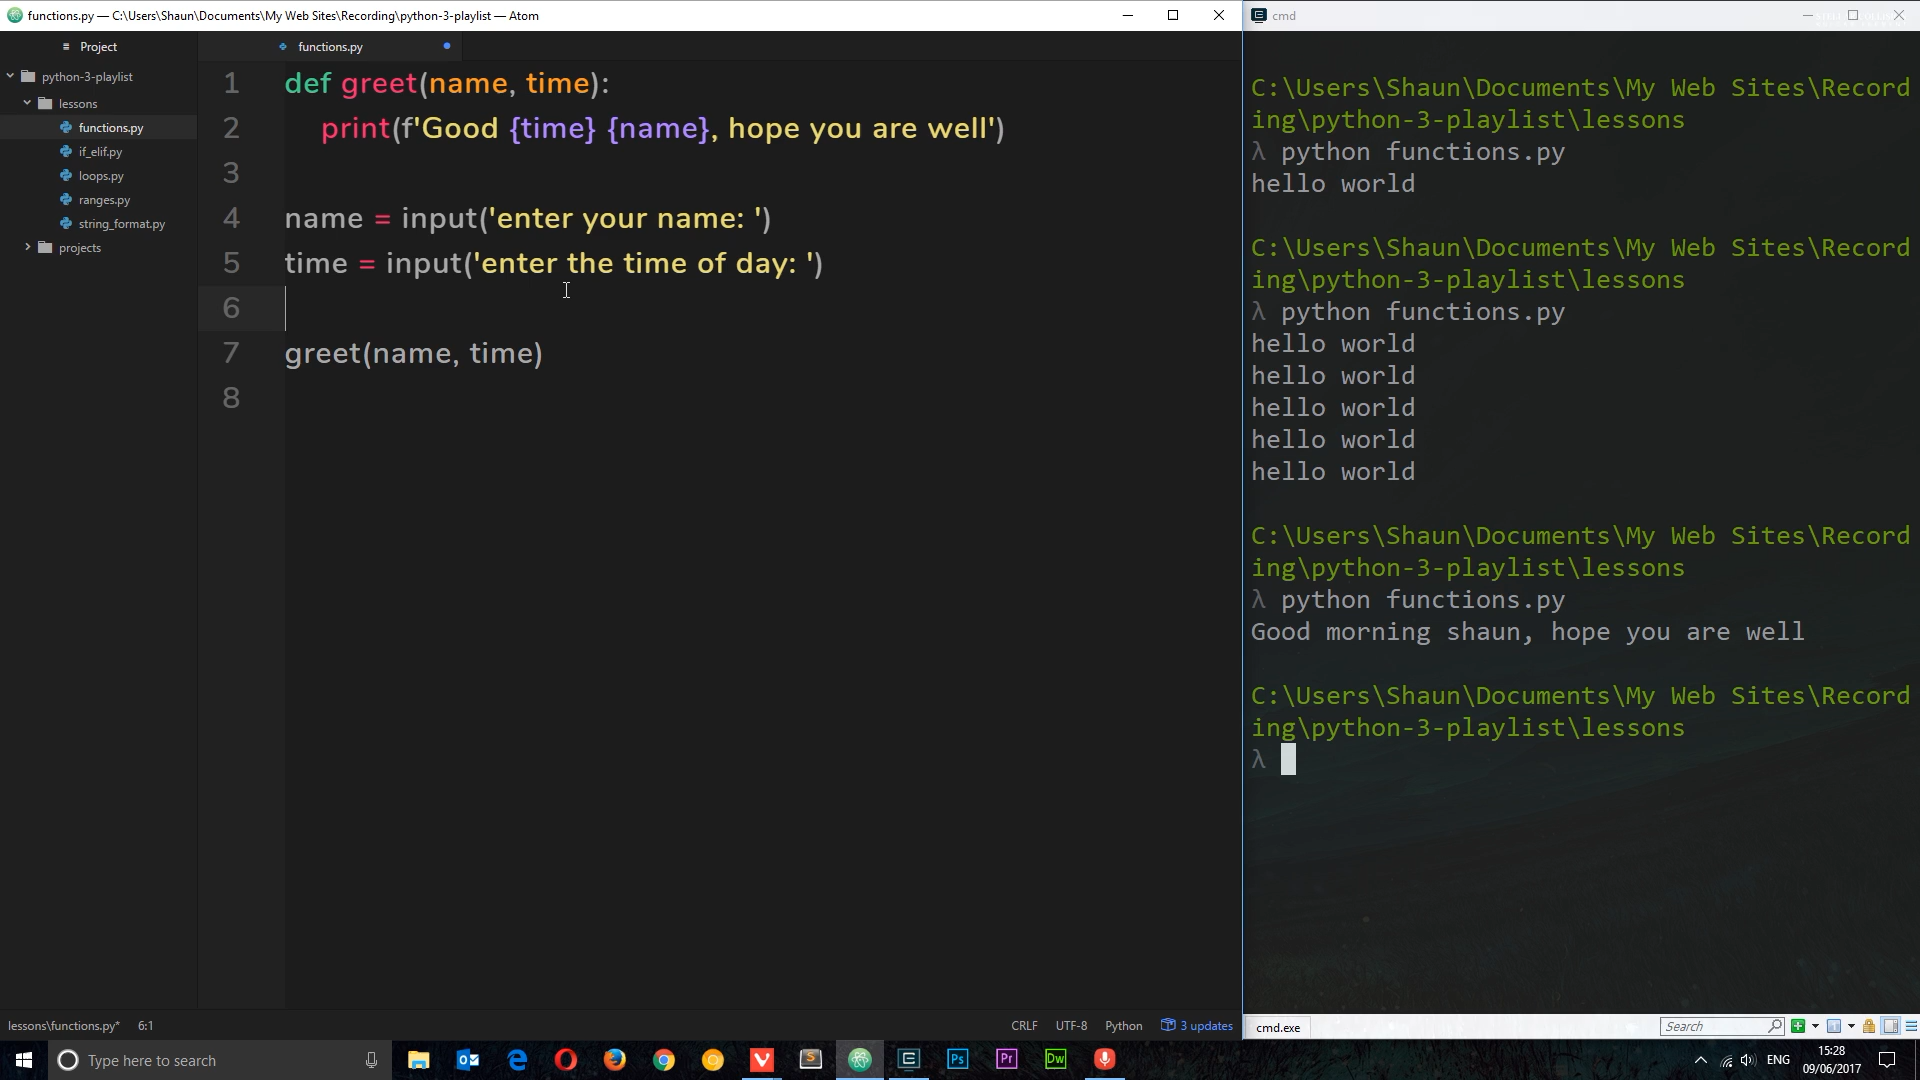 functions.py — C:\Users\Shaun\Documents\My Web Sites\Recording\python-3-playlist — Atom
Project
python-3-playlist
lessons
functions.py
if_elif.py
loops.py
ranges.py
string_format.py
projects
functions.py
1 def greet(name, time):
2 print(f'Good {time} {name}, hope you are well')
3
4 name = input('enter your name: ')
5 time = input('enter the time of day: ')
6
7 greet(name, time)
8
lessons\functions.py* 6:1
CRLF UTF-8 Python 3 updates
cmd
C:\Users\Shaun\Documents\My Web Sites\Record
ing\python-3-playlist\lessons
λ python functions.py
hello world
C:\Users\Shaun\Documents\My Web Sites\Record
ing\python-3-playlist\lessons
λ python functions.py
hello world
hello world
hello world
hello world
hello world
C:\Users\Shaun\Documents\My Web Sites\Record
ing\python-3-playlist\lessons
λ python functions.py
Good morning shaun, hope you are well
C:\Users\Shaun\Documents\My Web Sites\Record
ing\python-3-playlist\lessons
λ
cmd.exe
Search
Type here to search
Ps
Pr
Dw
ENG
15:28
09/06/2017